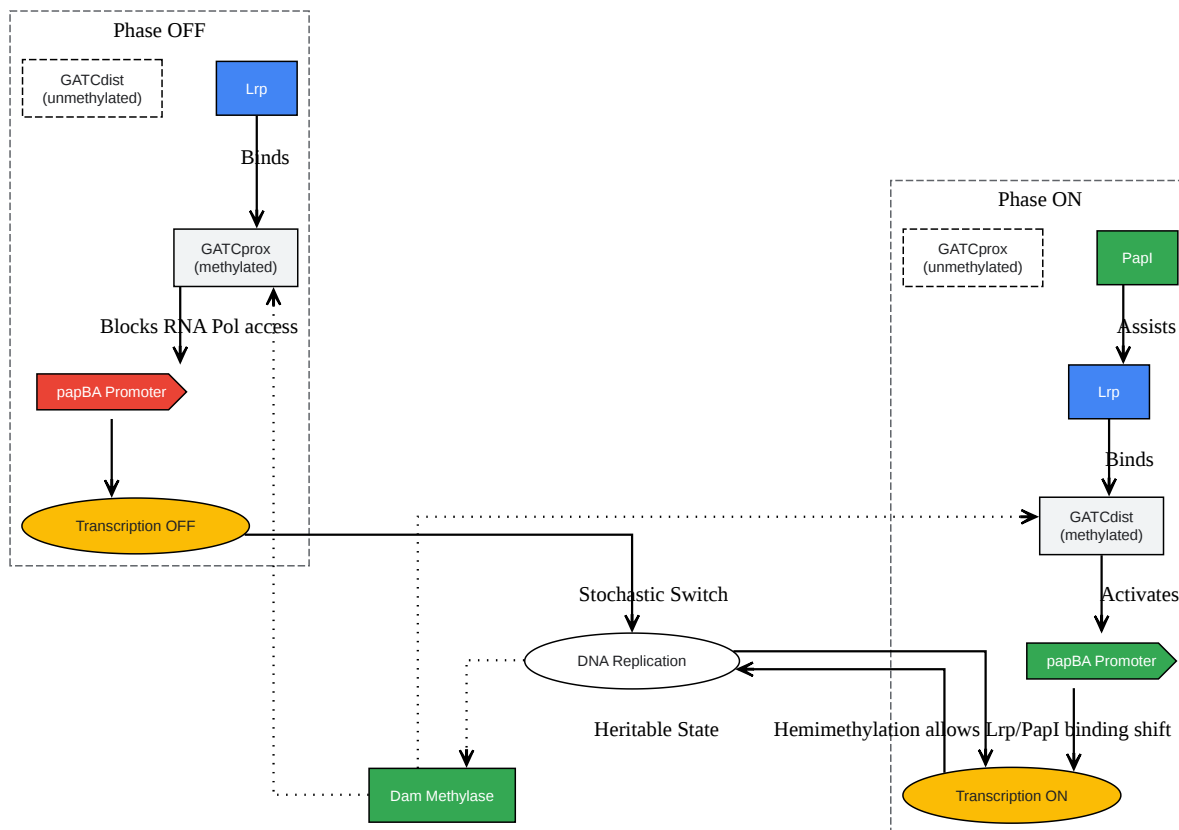 Phase OFF
GATCdist
(unmethylated)
Lrp
Binds
GATCprox
(methylated)
Blocks RNA Pol access
papBA Promoter
Transcription OFF
Phase ON
GATCprox
(unmethylated)
PapI
Assists
Lrp
Binds
GATCdist
(methylated)
Activates
papBA Promoter
Stochastic Switch
DNA Replication
Heritable State
Hemimethylation allows Lrp/PapI binding shift
Dam Methylase
Transcription ON